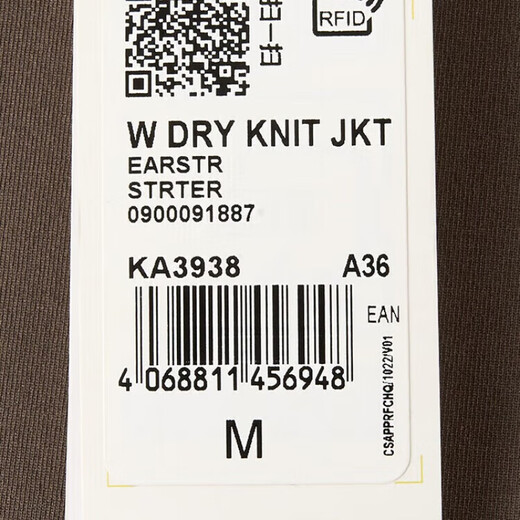 RFID
W DRY KNIT JKT
EARSTR
STRTER
0900091887
KA3938 A36
EAN
4 068811 456948
M
CSAPPRFCHQ/1022/V01